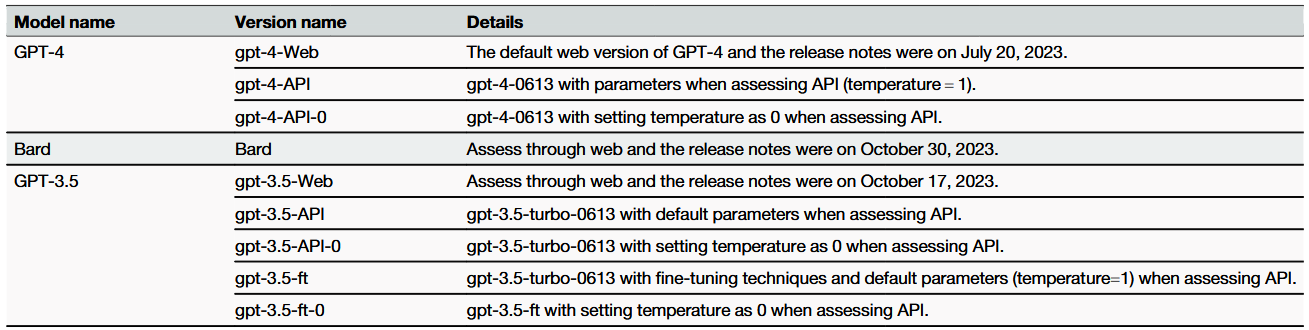 Model name Version name Details
GPT-4 gpt-4-Web The default web version of GPT-4 and the release notes were on July 20, 2023.
gpt-4-API gpt-4-0613 with parameters when assessing API (temperature = 1).
gpt-4-API-0 gpt-4-0613 with setting temperature as 0 when assessing API.
Bard Bard Assess through web and the release notes were on October 30, 2023.
GPT-3.5 gpt-3.5-Web Assess through web and the release notes were on October 17, 2023.
gpt-3.5-API gpt-3.5-turbo-0613 with default parameters when assessing API.
gpt-3.5-API-0 gpt-3.5-turbo-0613 with setting temperature as 0 when assessing API.
gpt-3.5-ft gpt-3.5-turbo-0613 with fine-tuning techniques and default parameters (temperature=1) when assessing API.
gpt-3.5-ft-0 gpt-3.5-ft with setting temperature as 0 when assessing API.